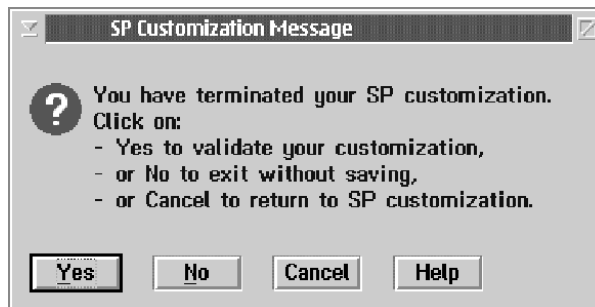 SP Customization Message
You have terminated your SP customization.
Click on:
- Yes to validate your customization,
- or No to exit without saving,
- or Cancel to return to SP customization.
Yes No Cancel Help